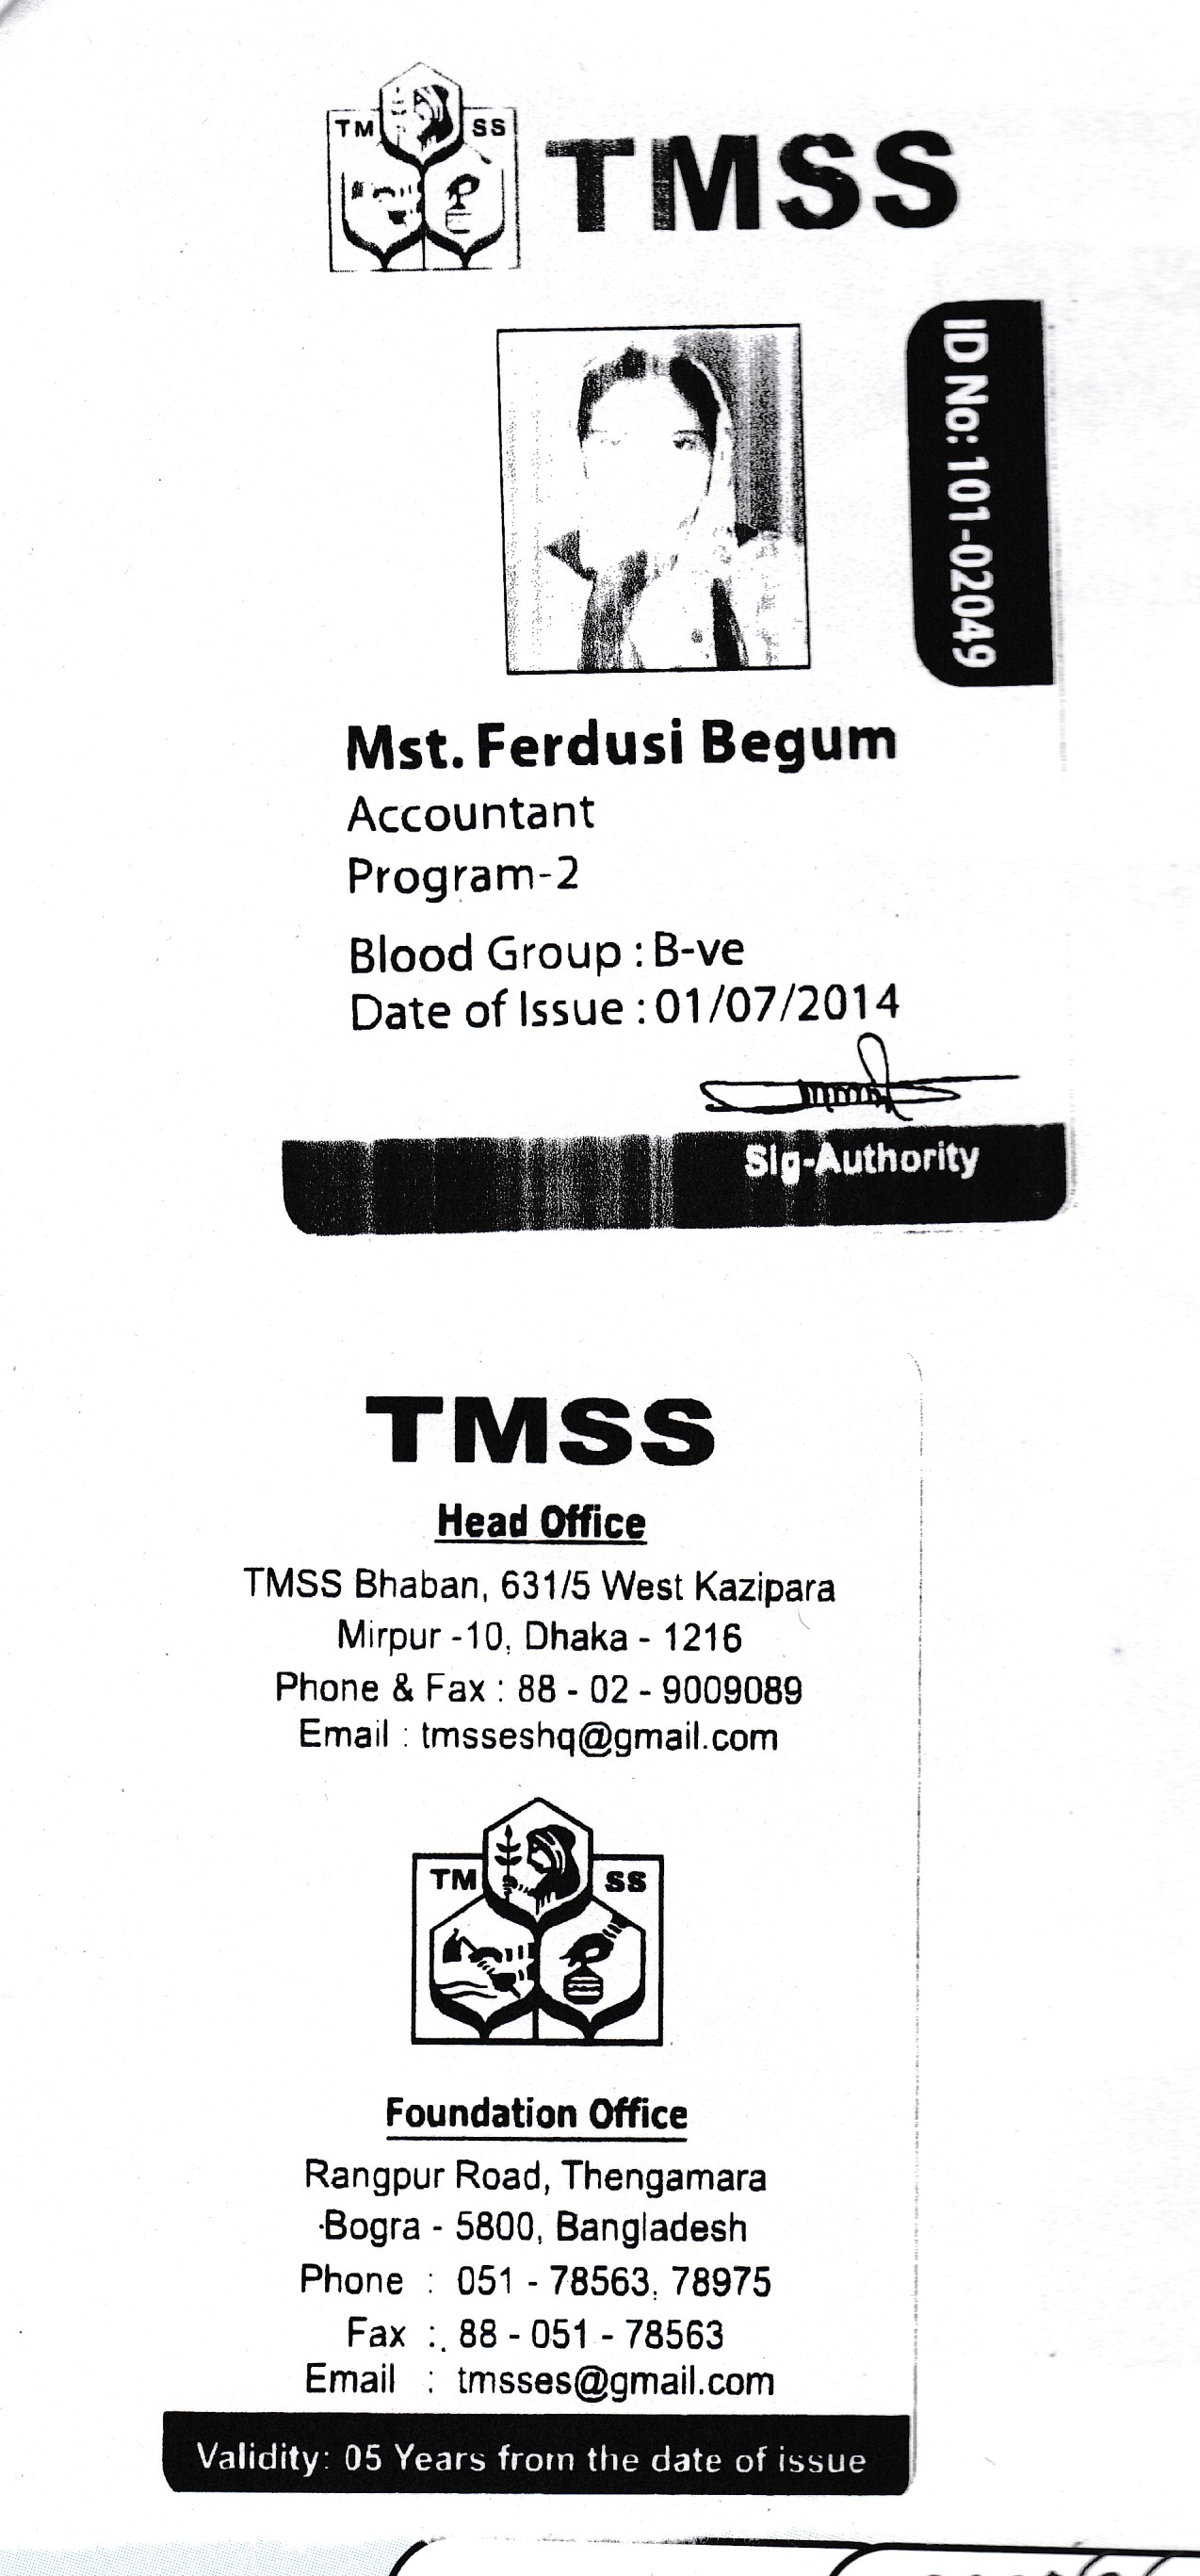 TM SS
TMSS
ID No: 101-02049
Mst. Ferdusi Begum
Accountant
Program-2
Blood Group : B-ve
Date of Issue : 01/07/2014
Sig-Authority
TMSS
Head Office
TMSS Bhaban, 631/5 West Kazipara
Mirpur -10, Dhaka - 1216
Phone & Fax : 88 - 02 - 9009089
Email : tmsseshq@gmail.com
TM SS
Foundation Office
Rangpur Road, Thengamara
Bogra - 5800, Bangladesh
Phone : 051 - 78563, 78975
Fax : 88 - 051 - 78563
Email : tmsses@gmail.com
Validity: 05 Years from the date of issue